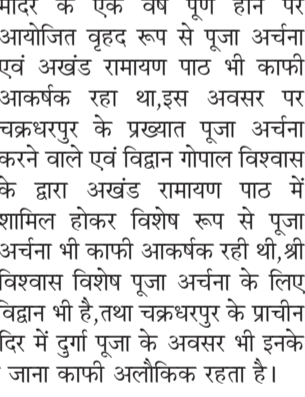 मंदिर के एक वर्ष पूर्ण होने पर
आयोजित वृहद रूप से पूजा अर्चना
एवं अखंड रामायण पाठ भी काफी
आकर्षक रहा था,इस अवसर पर
चक्रधरपुर के प्रख्यात पूजा अर्चना
करने वाले एवं विद्वान गोपाल विश्वास
के द्वारा अखंड रामायण पाठ में
शामिल होकर विशेष रूप से पूजा
अर्चना भी काफी आकर्षक रही थी,श्री
विश्वास विशेष पूजा अर्चना के लिए
विद्वान भी है,तथा चक्रधरपुर के प्राचीन
दिर में दुर्गा पूजा के अवसर भी इनके
जाना काफी अलौकिक रहता है।